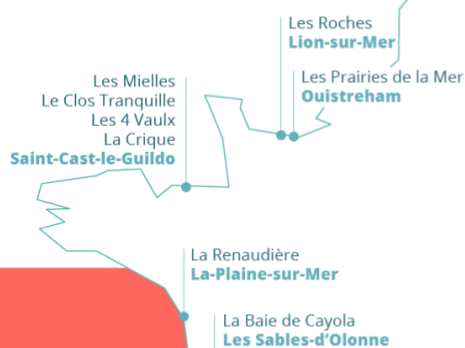 Les Roches
Lion-sur-Mer
Les Prairies de la Mer
Ouistreham
Les Mielles
Le Clos Tranquille
Les 4 Vaulx
La Crique
Saint-Cast-le-Guildo
La Renaudière
La-Plaine-sur-Mer
La Baie de Cayola
Les Sables-d’Olonne